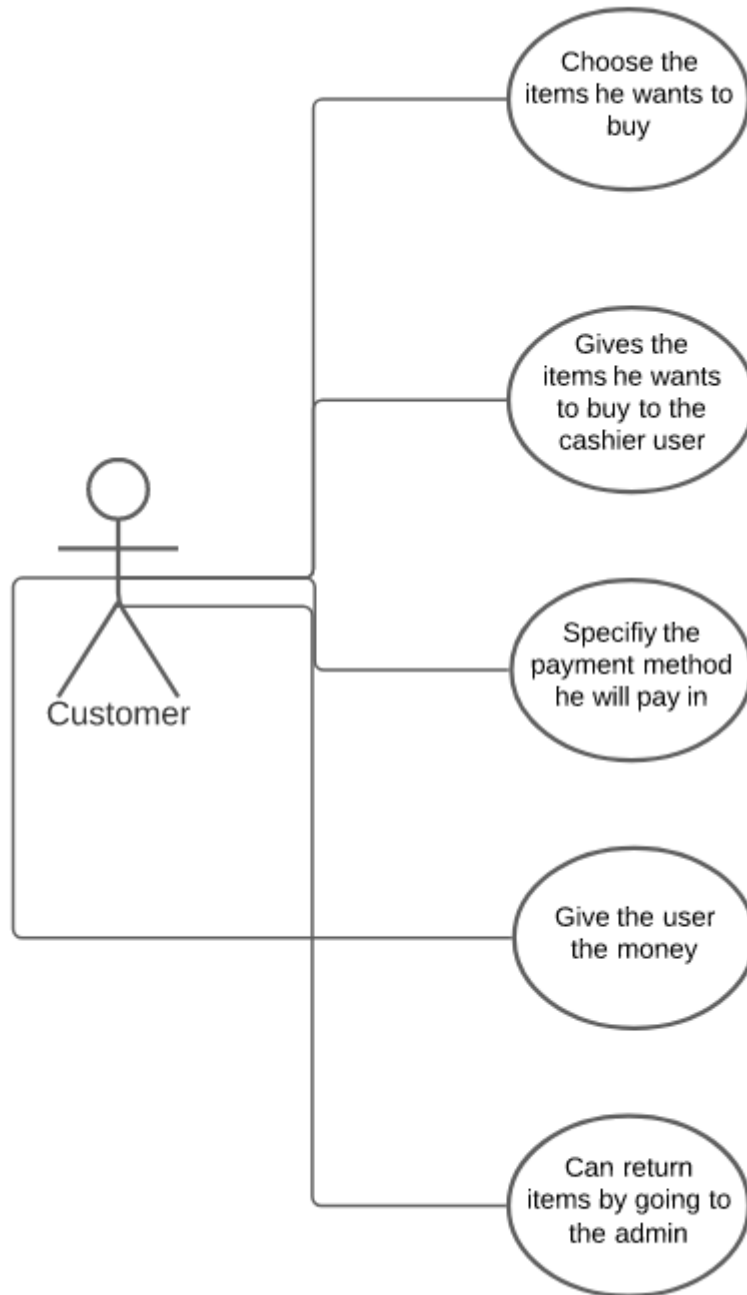 Choose the
items he wants to
buy
Gives the
items he wants
to buy to the
cashier user
Specifiy the
payment method
he will pay in
Customer
Give the user
the money
Can return
items by going to
the admin